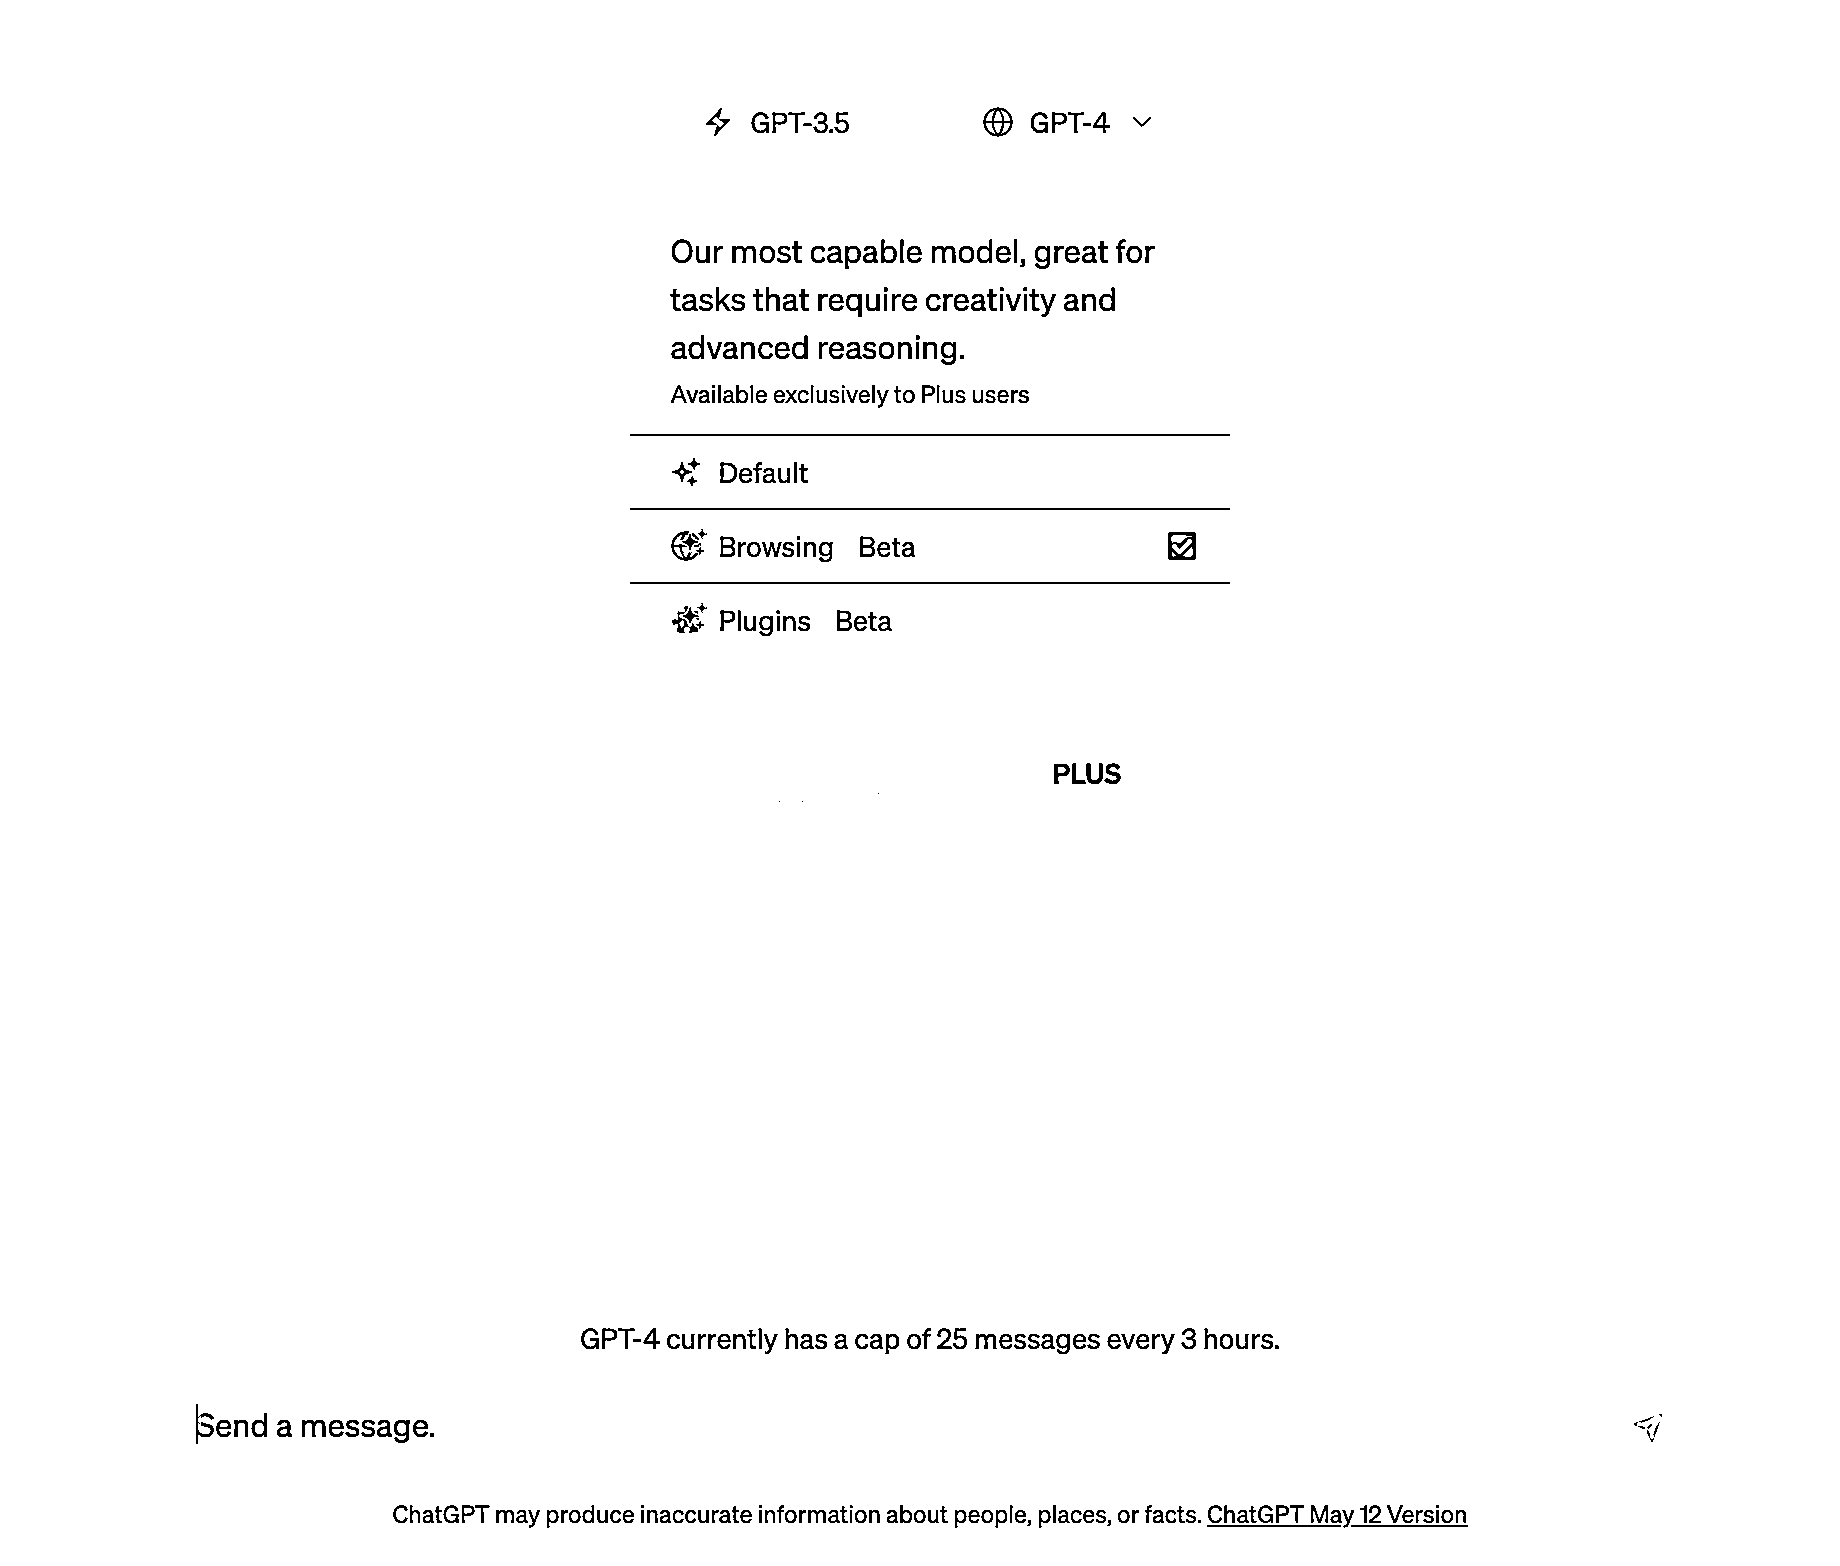 GPT-3.5 GPT-4
Our most capable model, great for
tasks that require creativity and
advanced reasoning.
Available exclusively to Plus users
Default
Browsing Beta
Plugins Beta
PLUS
GPT-4 currently has a cap of 25 messages every 3 hours.
Send a message.
ChatGPT may produce inaccurate information about people, places, or facts. ChatGPT May 12 Version